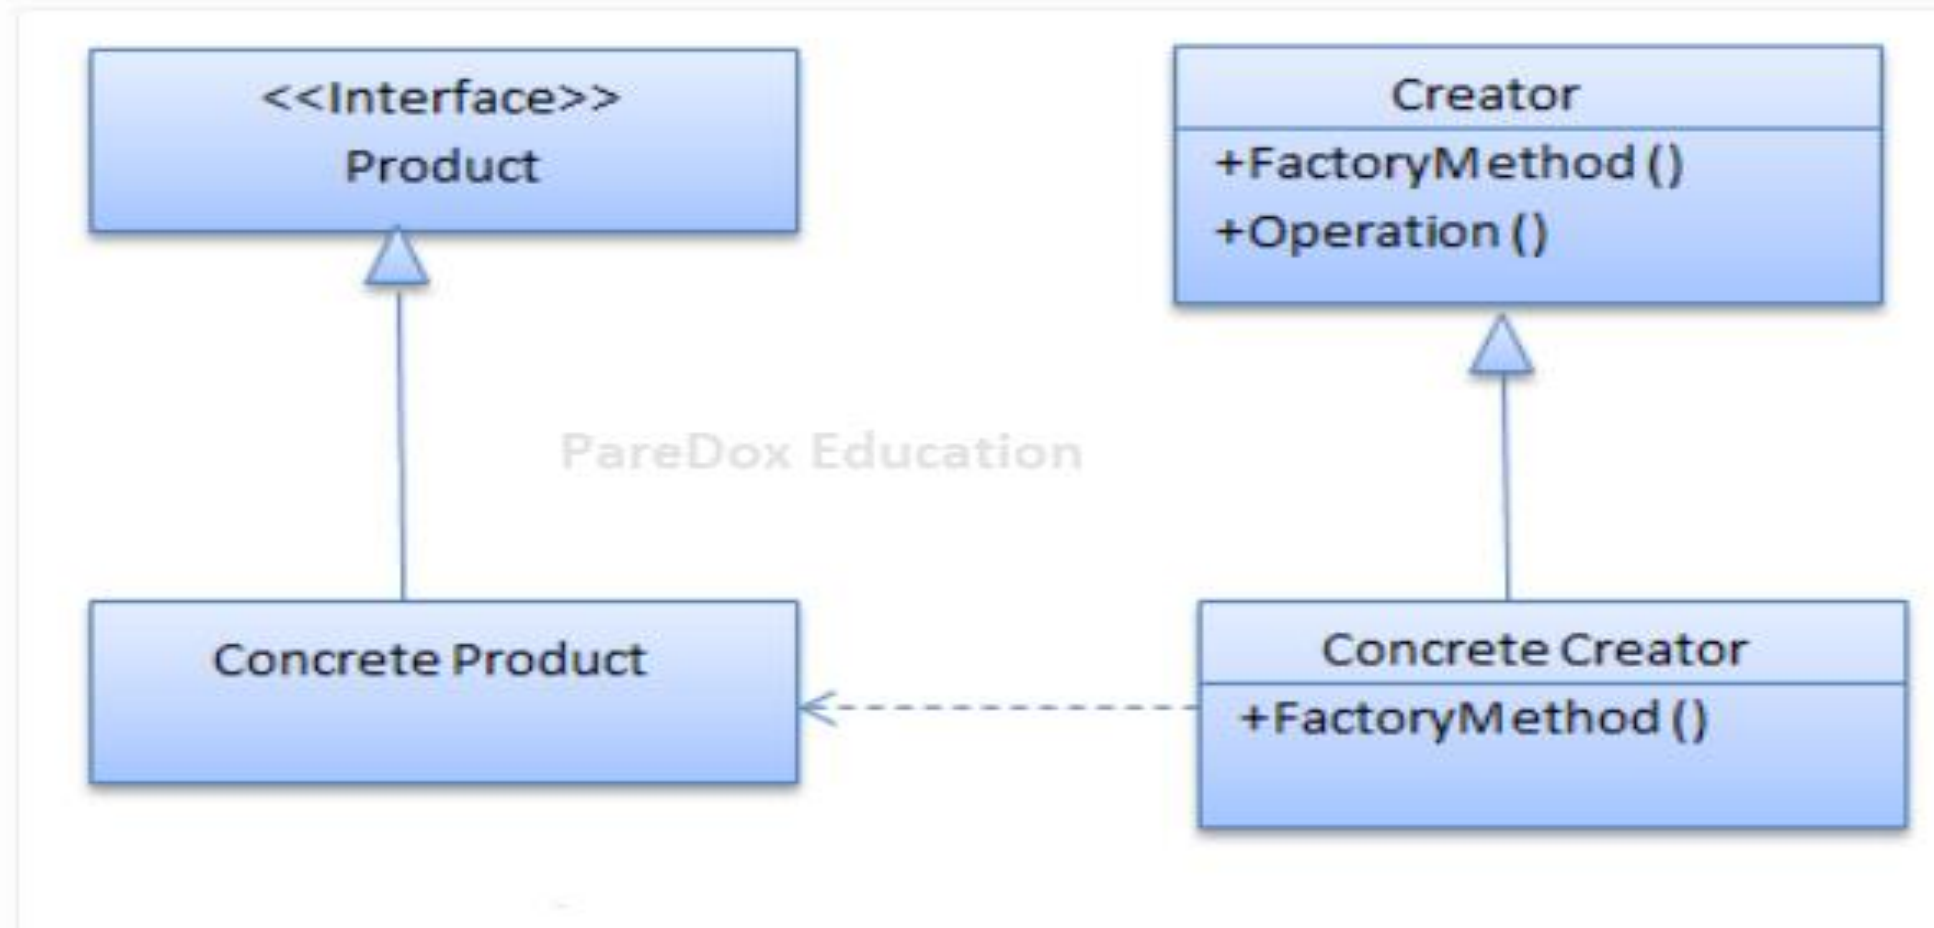 <<Interface>>
Product
Creator
+FactoryMethod ()
+Operation ()
PareDox Education
Concrete Product
Concrete Creator
+FactoryMethod ()